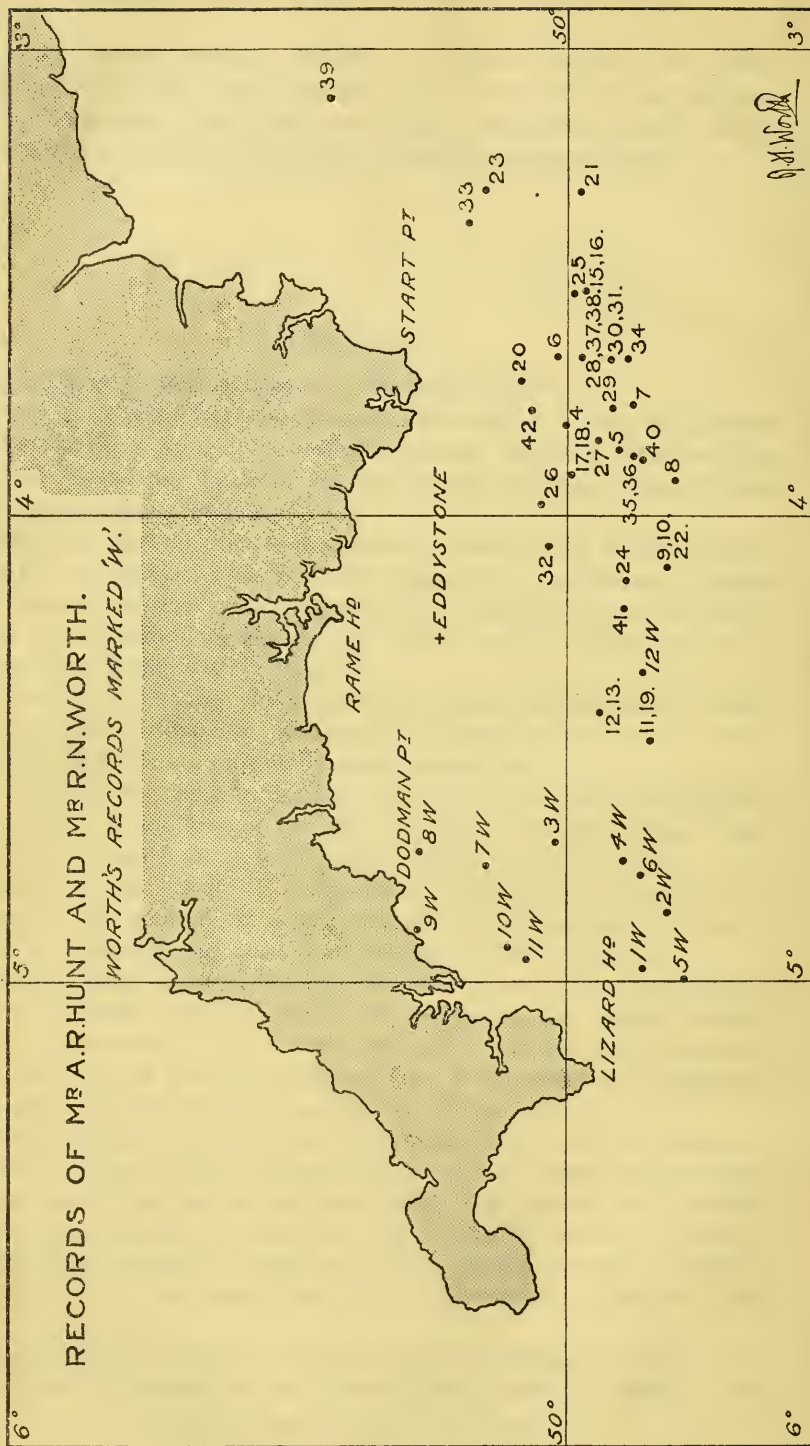 RECORDS OF MR A.R.HUNT AND MR R.N.WORTH.
WORTH'S RECORDS MARKED 'W'.
6°
5°
4°
3°
39
33
23
START PT
RAME HD
+EDDYSTONE
DODMAN PT
9W
8W
7W
10W
11W
3W
32
26
42
20
6
50°
50°
17,18.
4
25
21
LIZARD HD
28,37,38.
15,16.
12,13.
27
29
30,31.
4W
41
24
5
34
1W
6W
11,19.
12W
35,36
40
7
2W
9,10,
22.
8
5W
R.H.Worth
5°
4°
3°